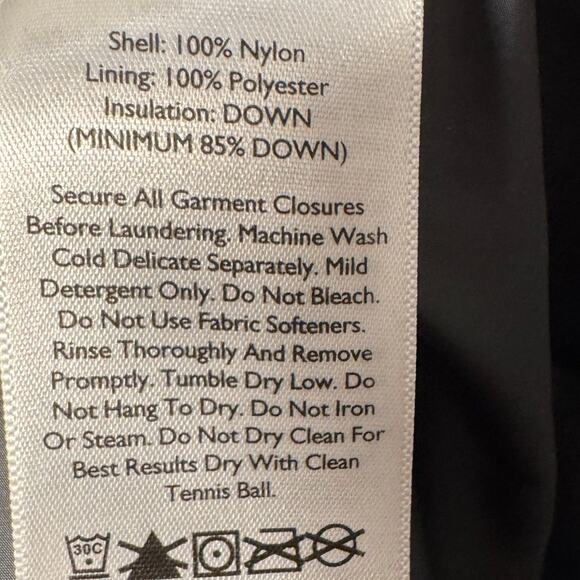 Shell: 100% Nylon
Lining: 100% Polyester
Insulation: DOWN
(MINIMUM 85% DOWN)
Secure All Garment Closures
Before Laundering. Machine Wash
Cold Delicate Separately. Mild
Detergent Only. Do Not Bleach.
Do Not Use Fabric Softeners.
Rinse Thoroughly And Remove
Promptly. Tumble Dry Low. Do
Not Hang To Dry. Do Not Iron
Or Steam. Do Not Dry Clean For
Best Results Dry With Clean
Tennis Ball.
30C